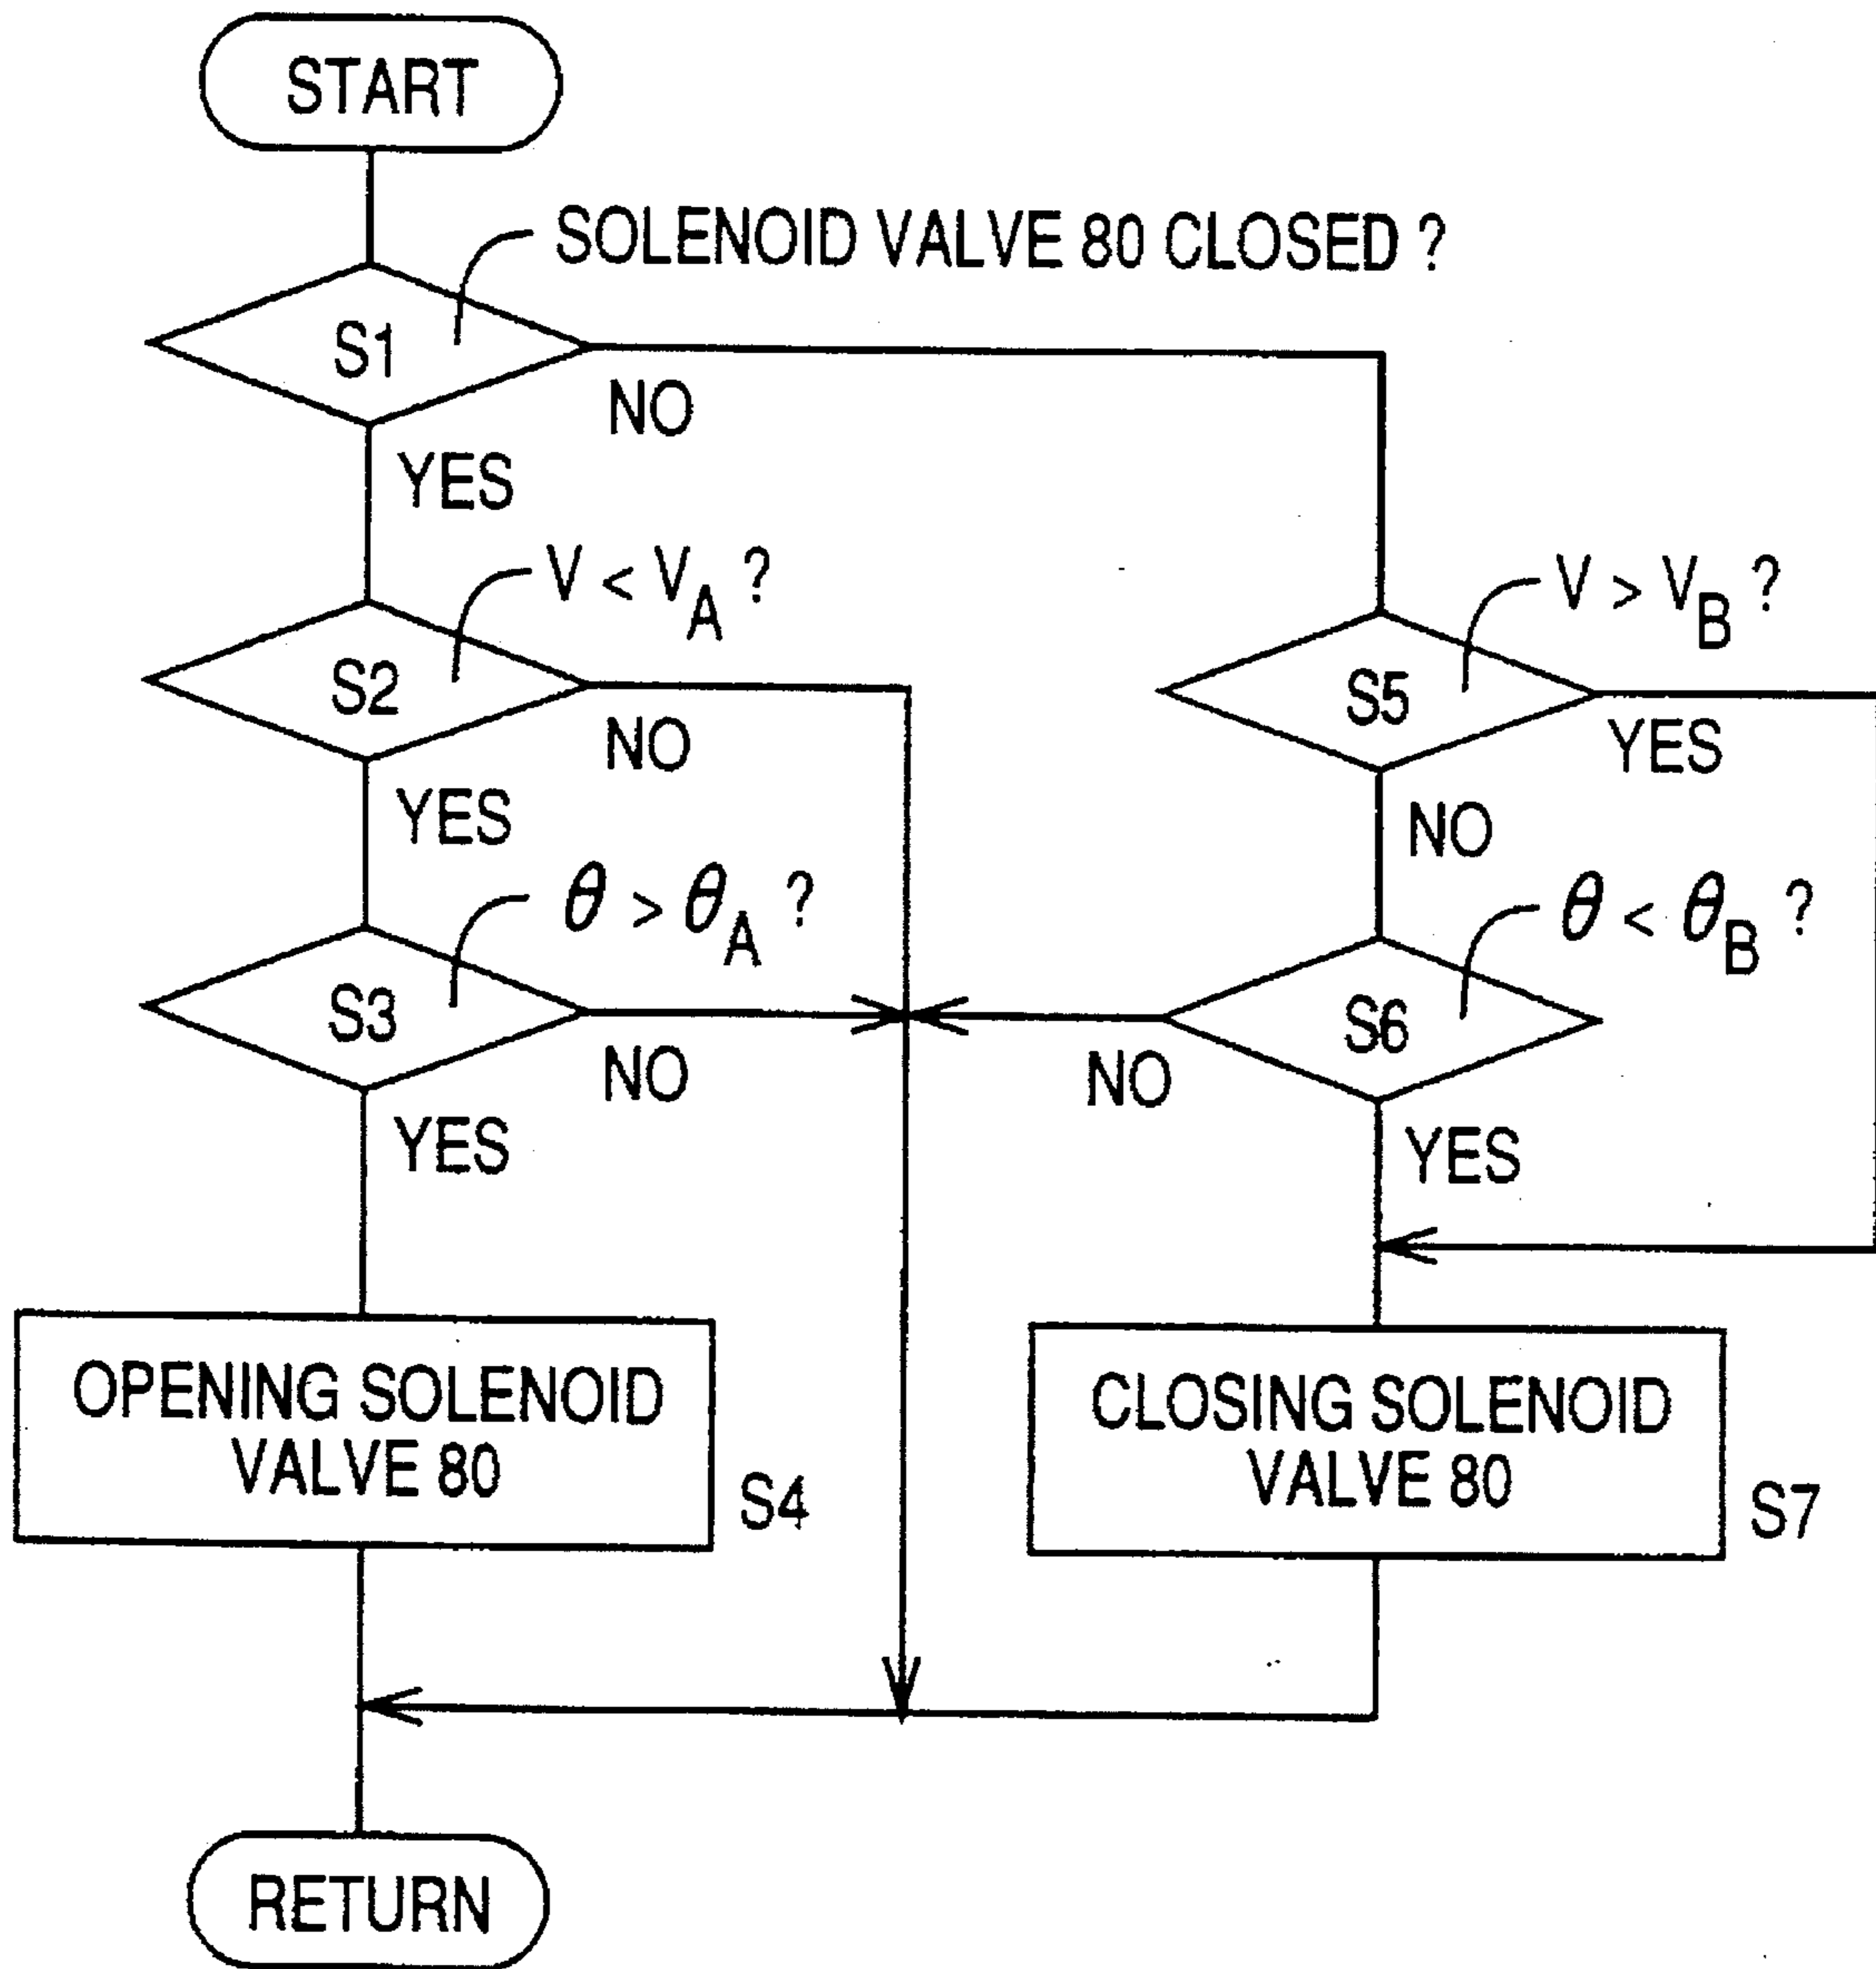 START
SOLENOID VALVE 80 CLOSED ?
S1
NO
YES
V < VA ?
S2
NO
YES
θ > θA ?
S3
NO
YES
OPENING SOLENOID
VALVE 80
S4
V > VB ?
S5
YES
NO
θ < θB ?
S6
NO
YES
CLOSING SOLENOID
VALVE 80
S7
RETURN